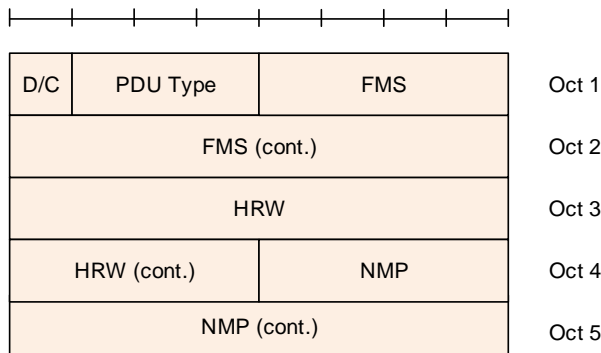 D/C PDU Type FMS Oct 1
FMS (cont.) Oct 2
HRW Oct 3
HRW (cont.) NMP Oct 4
NMP (cont.) Oct 5